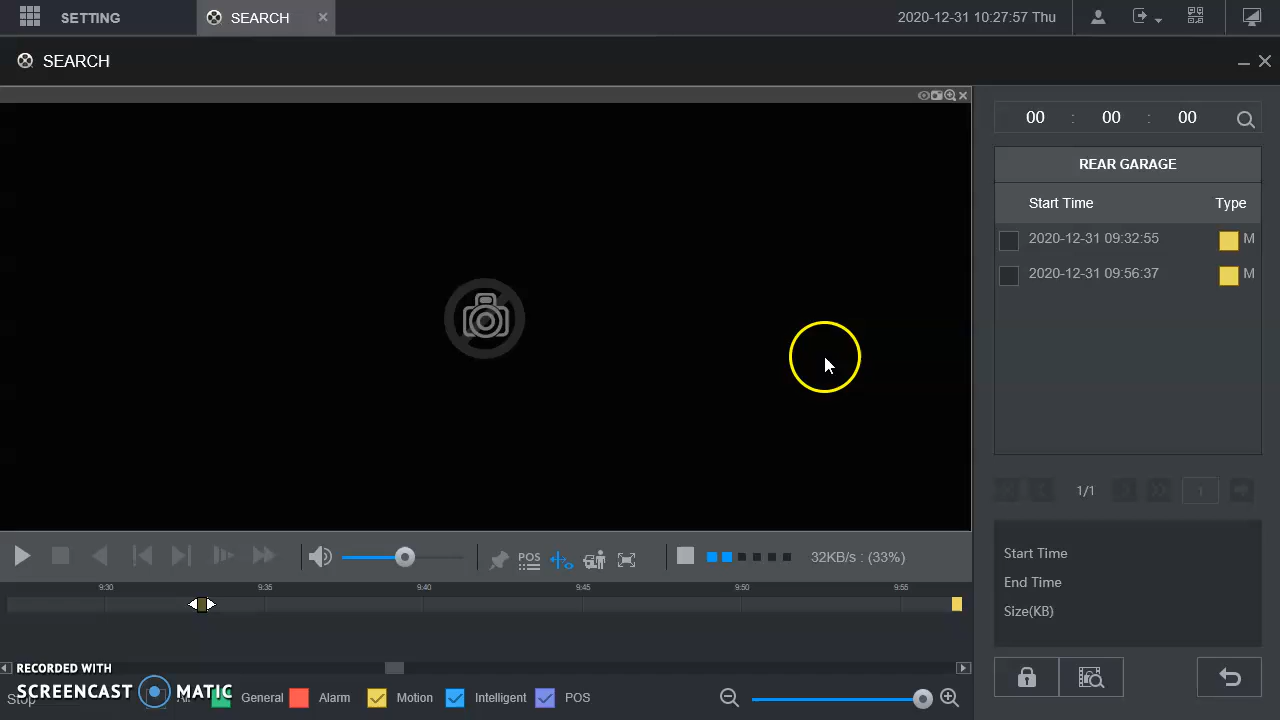 SETTING
SEARCH
2020-12-31 10:27:57 Thu
SEARCH
00 : 00 : 00
REAR GARAGE
Start Time Type
2020-12-31 09:32:55 M
2020-12-31 09:56:37 M
1/1
1
POS
32KB/s : (33%)
9:30 9:35 9:40 9:45 9:50 9:55
Start Time
End Time
Size(KB)
RECORDED WITH
SCREENCAST MATIC
Stop
General Alarm Motion Intelligent POS